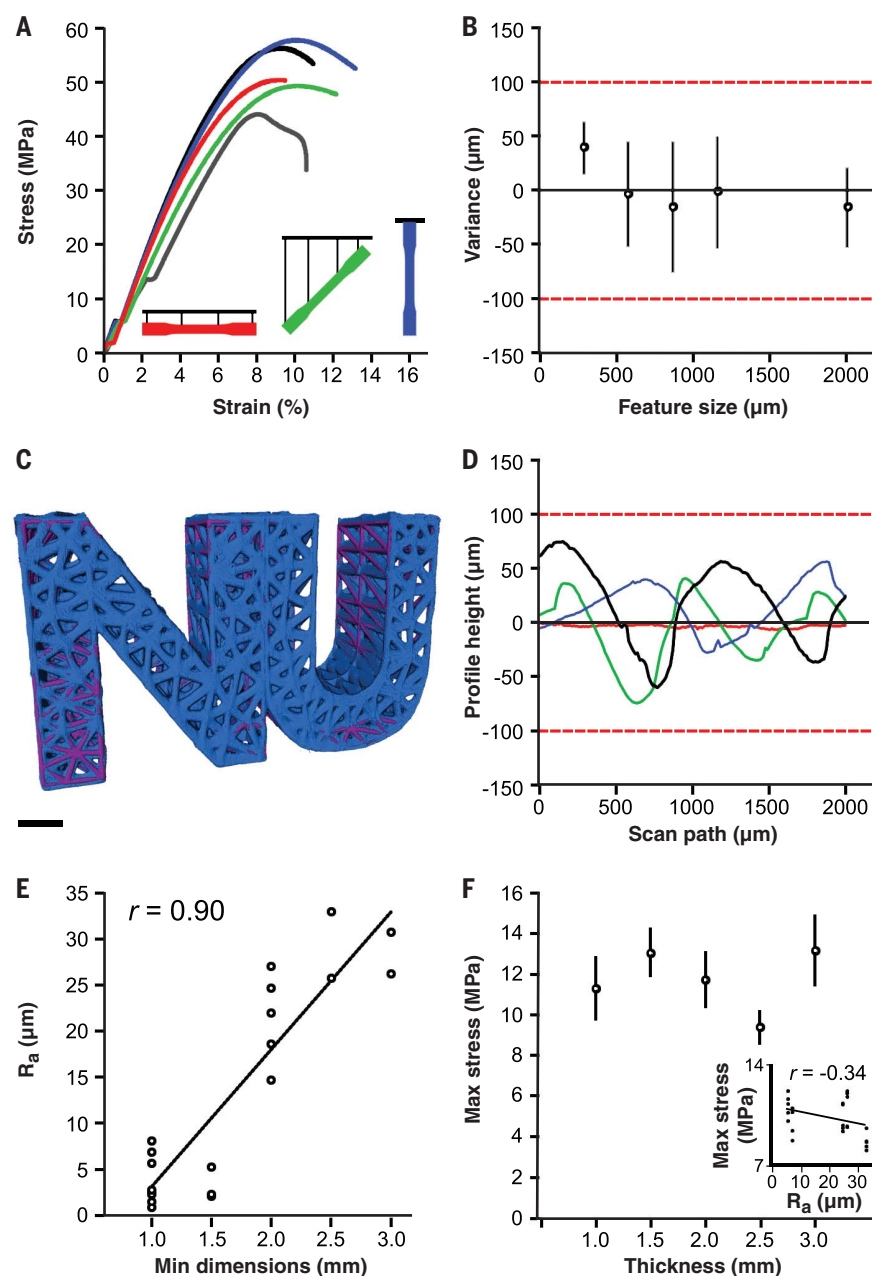 A
Stress (MPa)
60
50
40
30
20
10
0
0 2 4 6 8 10 12 14 16
Strain (%)
B
Variance (µm)
150
100
50
0
-50
-100
-150
0 500 1000 1500 2000
Feature size (µm)
C
D
Profile height (µm)
150
100
50
0
-50
-100
-150
0 500 1000 1500 2000
Scan path (µm)
E
r = 0.90
Ra (µm)
35
30
25
20
15
10
5
0
1.0 1.5 2.0 2.5 3.0
Min dimensions (mm)
F
Max stress (MPa)
16
14
12
10
8
6
4
2
0
1.0 1.5 2.0 2.5 3.0
Thickness (mm)
Max stress
(MPa)
14
7
r = -0.34
0 10 20 30
Ra (µm)